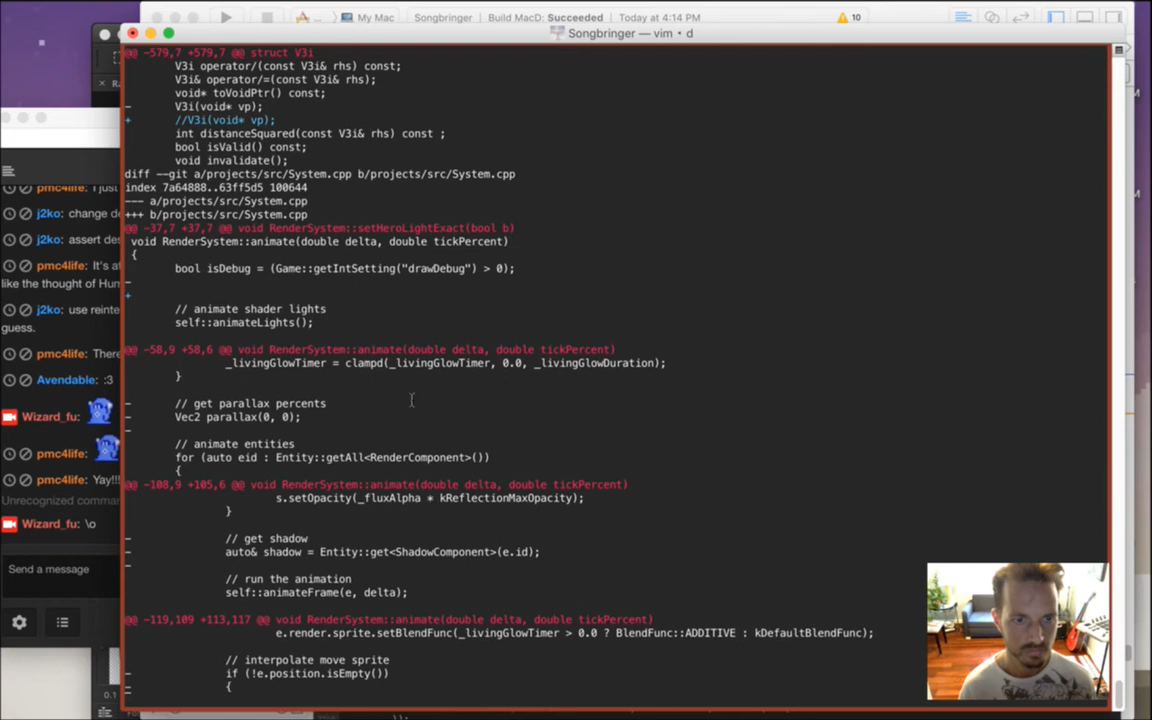 My Mac
Songbringer
Build MacD: Succeeded
Today at 4:14 PM
10
Songbringer — vim • d
@@ -579,7 +579,7 @@ struct V3i
V3i operator/(const V3i& rhs) const;
V3i& operator/=(const V3i& rhs);
void* toVoidPtr() const;
- V3i(void* vp);
+ //V3i(void* vp);
int distanceSquared(const V3i& rhs) const ;
bool isValid() const;
void invalidate();
diff --git a/projects/src/System.cpp b/projects/src/System.cpp
index 7a64888..63ff5d5 100644
--- a/projects/src/System.cpp
+++ b/projects/src/System.cpp
@@ -37,7 +37,7 @@ void RenderSystem::setHeroLightExact(bool b)
void RenderSystem::animate(double delta, double tickPercent)
{
bool isDebug = (Game::getIntSetting("drawDebug") > 0);
-
+
// animate shader lights
self::animateLights();
@@ -58,9 +58,6 @@ void RenderSystem::animate(double delta, double tickPercent)
_livingGlowTimer = clampd(_livingGlowTimer, 0.0, _livingGlowDuration);
}
- // get parallax percents
- Vec2 parallax(0, 0);
-
// animate entities
for (auto eid : Entity::getAll<RenderComponent>())
{
@@ -108,9 +105,6 @@ void RenderSystem::animate(double delta, double tickPercent)
s.setOpacity(_fluxAlpha * kReflectionMaxOpacity);
}
- // get shadow
- auto& shadow = Entity::get<ShadowComponent>(e.id);
-
// run the animation
self::animateFrame(e, delta);
@@ -119,109 +113,117 @@ void RenderSystem::animate(double delta, double tickPercent)
e.render.sprite.setBlendFunc(_livingGlowTimer > 0.0 ? BlendFunc::ADDITIVE : kDefaultBlendFunc);
// interpolate move sprite
- if (!e.position.isEmpty())
- {
pmc4life: I just
j2ko: change de
j2ko: assert des
pmc4life: It's
like the thought of
j2ko: use
guess.
pmc4life: There
Avendable: :3
Wizard_fu:
pmc4life:
pmc4life: Yay!!!
Unrecognized comma
Wizard_fu: \o
Send a message
0.1